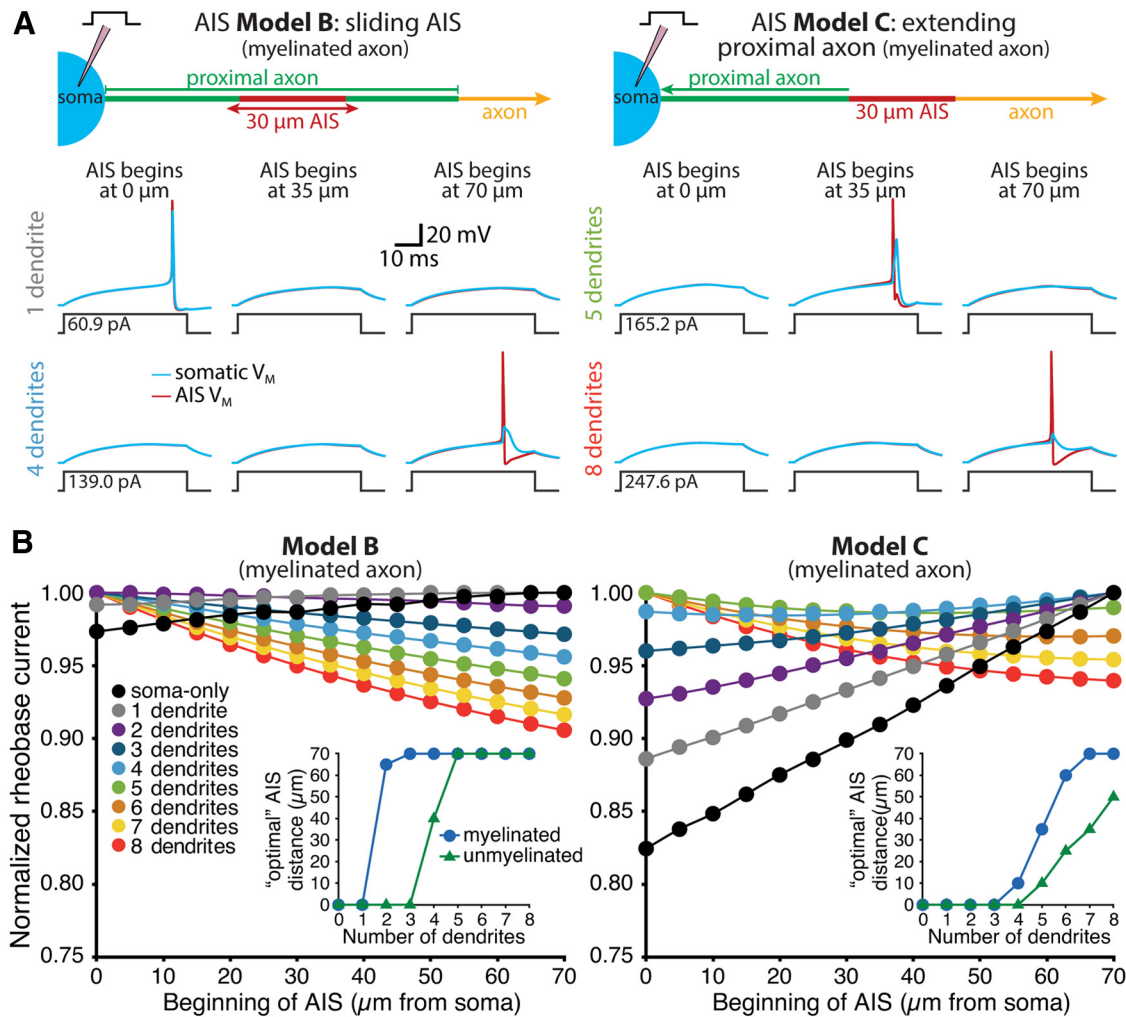 A
AIS Model B: sliding AIS
(myelinated axon)
soma
proximal axon
30 µm AIS
axon
AIS begins
at 0 µm
AIS begins
at 35 µm
AIS begins
at 70 µm
20 mV
10 ms
1 dendrite
60.9 pA
somatic VM
AIS VM
4 dendrites
139.0 pA
AIS Model C: extending
proximal axon (myelinated axon)
soma
proximal axon
30 µm AIS
axon
AIS begins
at 0 µm
AIS begins
at 35 µm
AIS begins
at 70 µm
5 dendrites
165.2 pA
8 dendrites
247.6 pA
B
Model B
(myelinated axon)
Normalized rheobase current
1.00
0.95
0.90
0.85
0.80
0.75
soma-only
1 dendrite
2 dendrites
3 dendrites
4 dendrites
5 dendrites
6 dendrites
7 dendrites
8 dendrites
"optimal" AIS
distance (µm)
70
60
50
40
30
20
10
0
myelinated
unmyelinated
0 1 2 3 4 5 6 7 8
Number of dendrites
0 10 20 30 40 50 60 70
Beginning of AIS (µm from soma)
Model C
(myelinated axon)
1.00
0.95
0.90
0.85
0.80
0.75
"optimal" AIS
distance(µm)
70
60
50
40
30
20
10
0
0 1 2 3 4 5 6 7 8
Number of dendrites
0 10 20 30 40 50 60 70
Beginning of AIS (µm from soma)